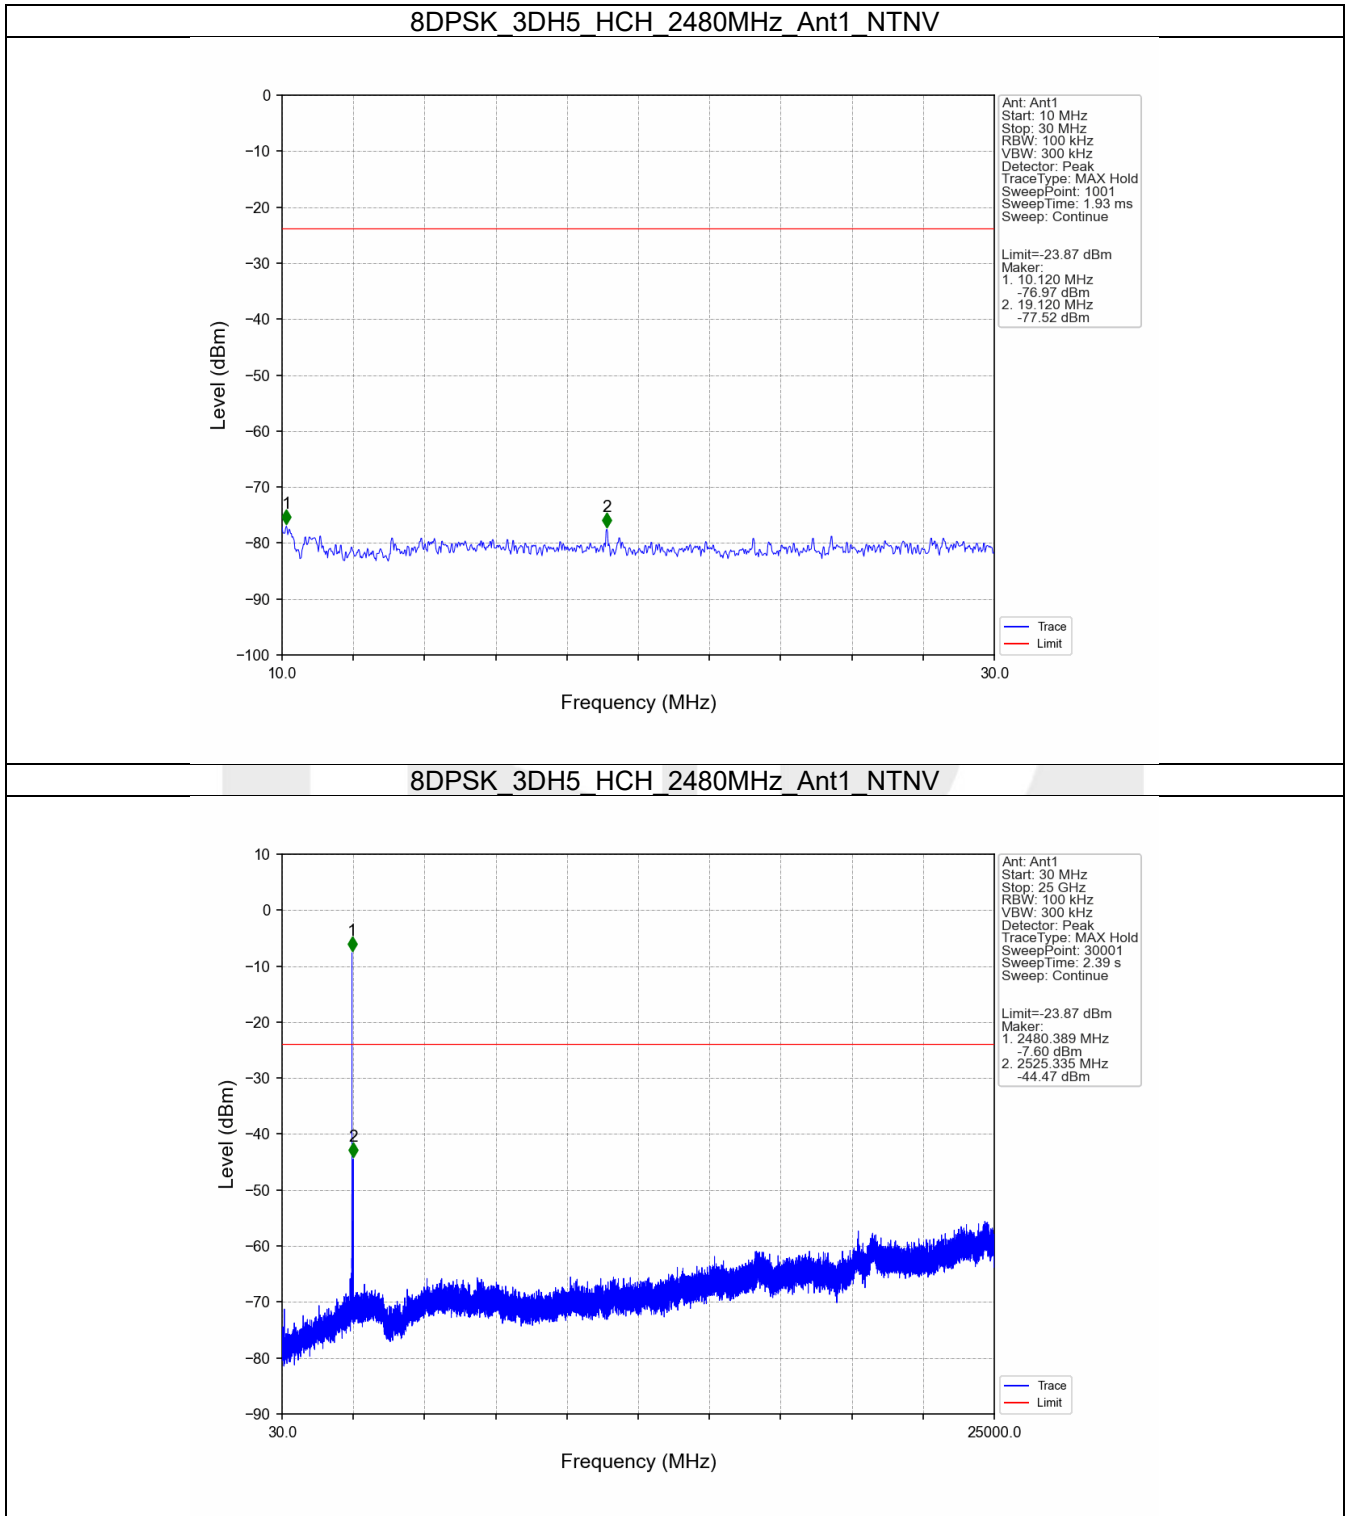 8DPSK_3DH5_HCH_2480MHz_Ant1_NTNV
0
−10
−20
−30
−40
−50
−60
−70
−80
−90
−100
Level (dBm)
1
2
10.0
30.0
Frequency (MHz)
Ant: Ant1
Start: 10 MHz
Stop: 30 MHz
RBW: 100 kHz
VBW: 300 kHz
Detector: Peak
TraceType: MAX Hold
SweepPoint: 1001
SweepTime: 1.93 ms
Sweep: Continue
Limit=-23.87 dBm
Maker:
1. 10.120 MHz
-76.97 dBm
2. 19.120 MHz
-77.52 dBm
Trace
Limit
8DPSK_3DH5_HCH_2480MHz_Ant1_NTNV
10
0
−10
−20
−30
−40
−50
−60
−70
−80
−90
Level (dBm)
1
2
30.0
25000.0
Frequency (MHz)
Ant: Ant1
Start: 30 MHz
Stop: 25 GHz
RBW: 100 kHz
VBW: 300 kHz
Detector: Peak
TraceType: MAX Hold
SweepPoint: 30001
SweepTime: 2.39 s
Sweep: Continue
Limit=-23.87 dBm
Maker:
1. 2480.389 MHz
-7.60 dBm
2. 2525.335 MHz
-44.47 dBm
Trace
Limit